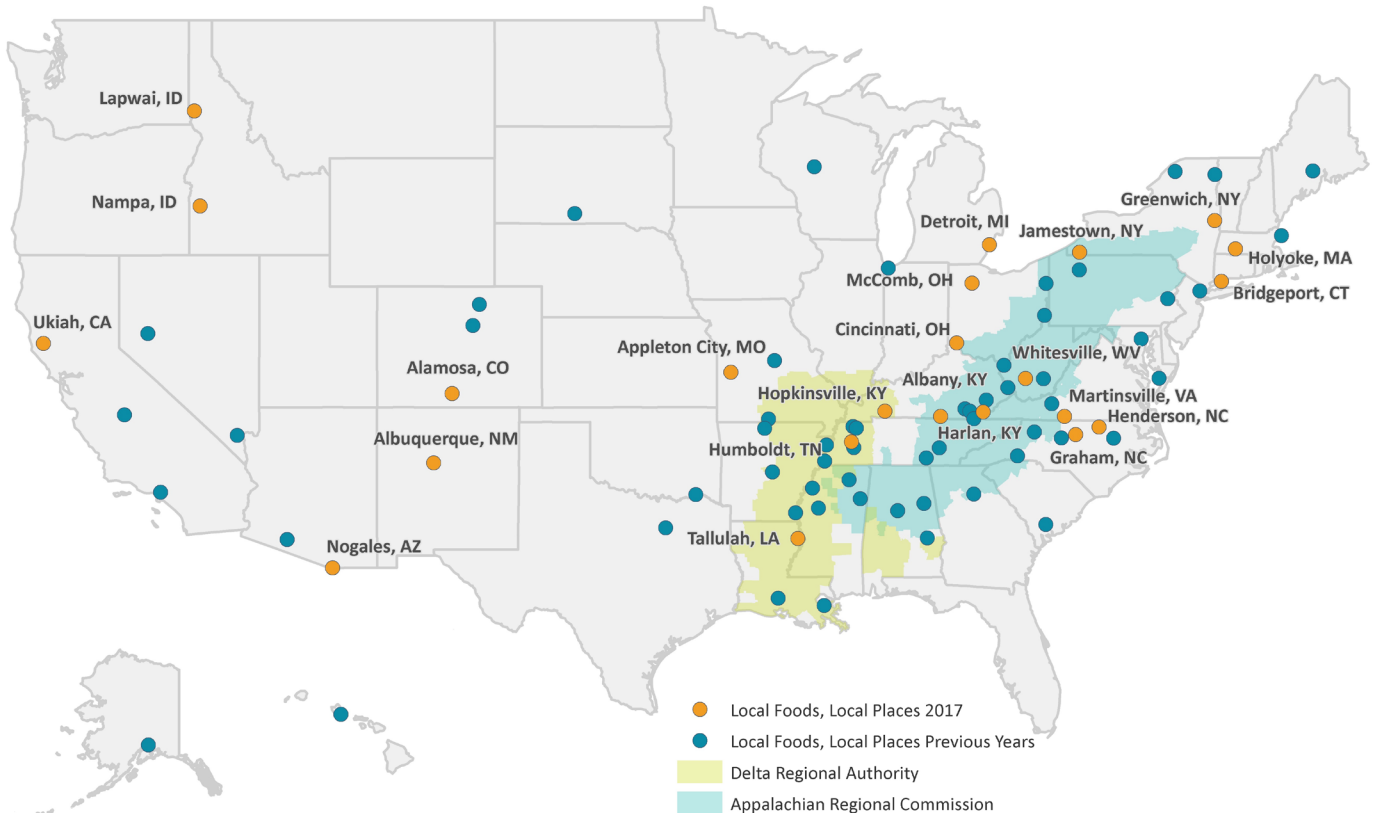 Lapwai, ID
Nampa, ID
Greenwich, NY
Detroit, MI
Jamestown, NY
Holyoke, MA
McComb, OH
Bridgeport, CT
Ukiah, CA
Cincinnati, OH
Appleton City, MO
Whitesville, WV
Alamosa, CO
Albany, KY
Hopkinsville, KY
Martinsville, VA
Henderson, NC
Albuquerque, NM
Harlan, KY
Humboldt, TN
Graham, NC
Tallulah, LA
Nogales, AZ
Local Foods, Local Places 2017
Local Foods, Local Places Previous Years
Delta Regional Authority
Appalachian Regional Commission